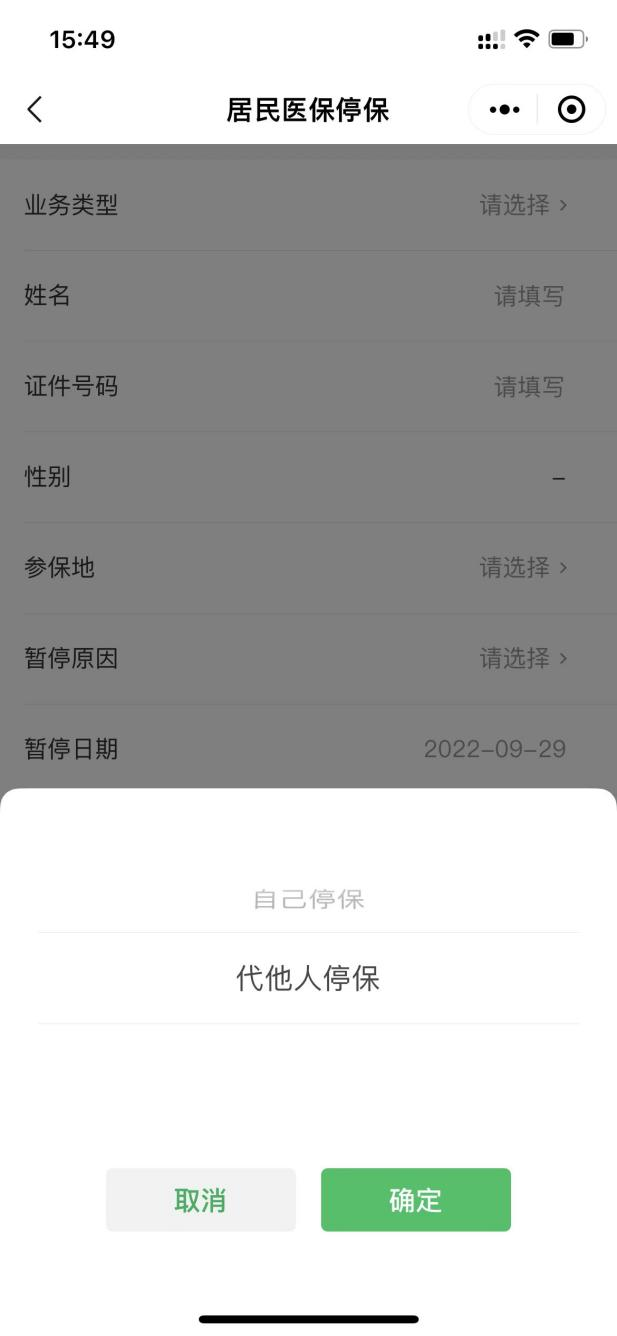 15:49
居民医保停保
业务类型 请选择 >
姓名 请填写
证件号码 请填写
性别 –
参保地 请选择 >
暂停原因 请选择 >
暂停日期 2022-09-29
自己停保
代他人停保
取消 确定